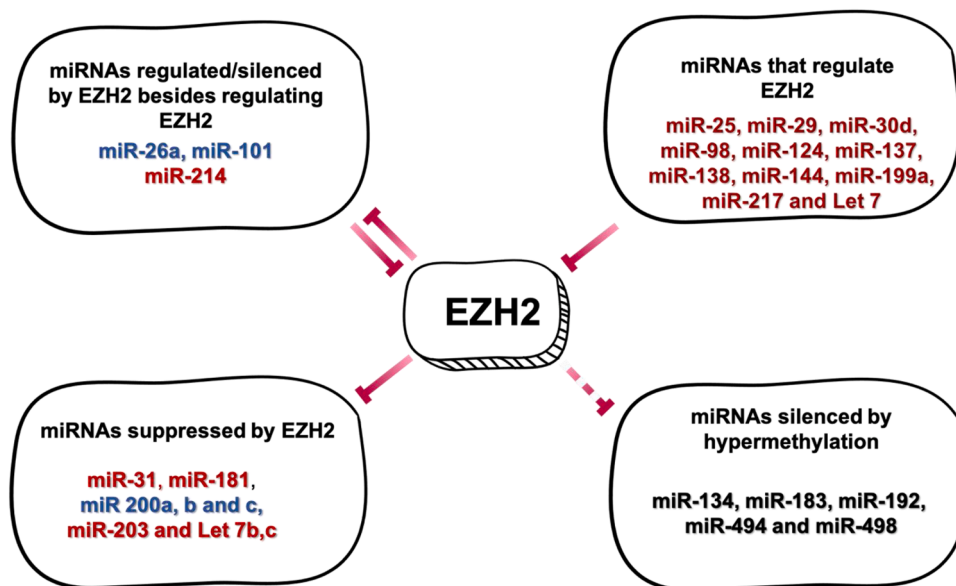 miRNAs regulated/silenced
by EZH2 besides regulating
EZH2
miR-26a, miR-101
miR-214
miRNAs that regulate
EZH2
miR-25, miR-29, miR-30d,
miR-98, miR-124, miR-137,
miR-138, miR-144, miR-199a,
miR-217 and Let 7
EZH2
miRNAs suppressed by EZH2
miR-31, miR-181,
miR 200a, b and c,
miR-203 and Let 7b,c
miRNAs silenced by
hypermethylation
miR-134, miR-183, miR-192,
miR-494 and miR-498